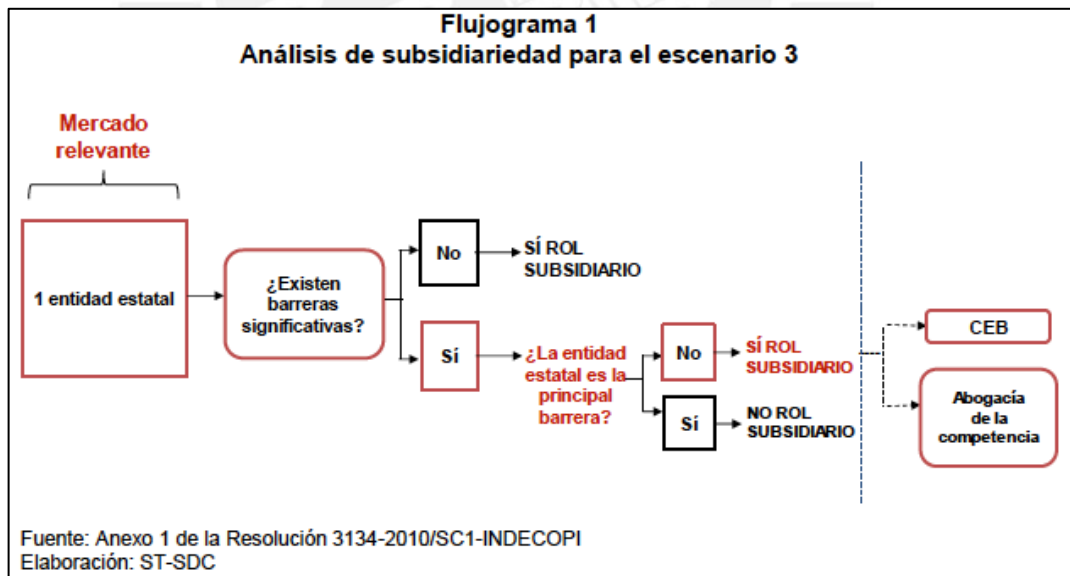 Flujograma 1
Análisis de subsidiariedad para el escenario 3
Mercado
relevante
1 entidad estatal
¿Existen
barreras
significativas?
No
SÍ ROL
SUBSIDIARIO
Sí
¿La entidad
estatal es la
principal
barrera?
No
SÍ ROL
SUBSIDIARIO
Sí
NO ROL
SUBSIDIARIO
CEB
Abogacía
de la
competencia
Fuente: Anexo 1 de la Resolución 3134-2010/SC1-INDECOPI
Elaboración: ST-SDC